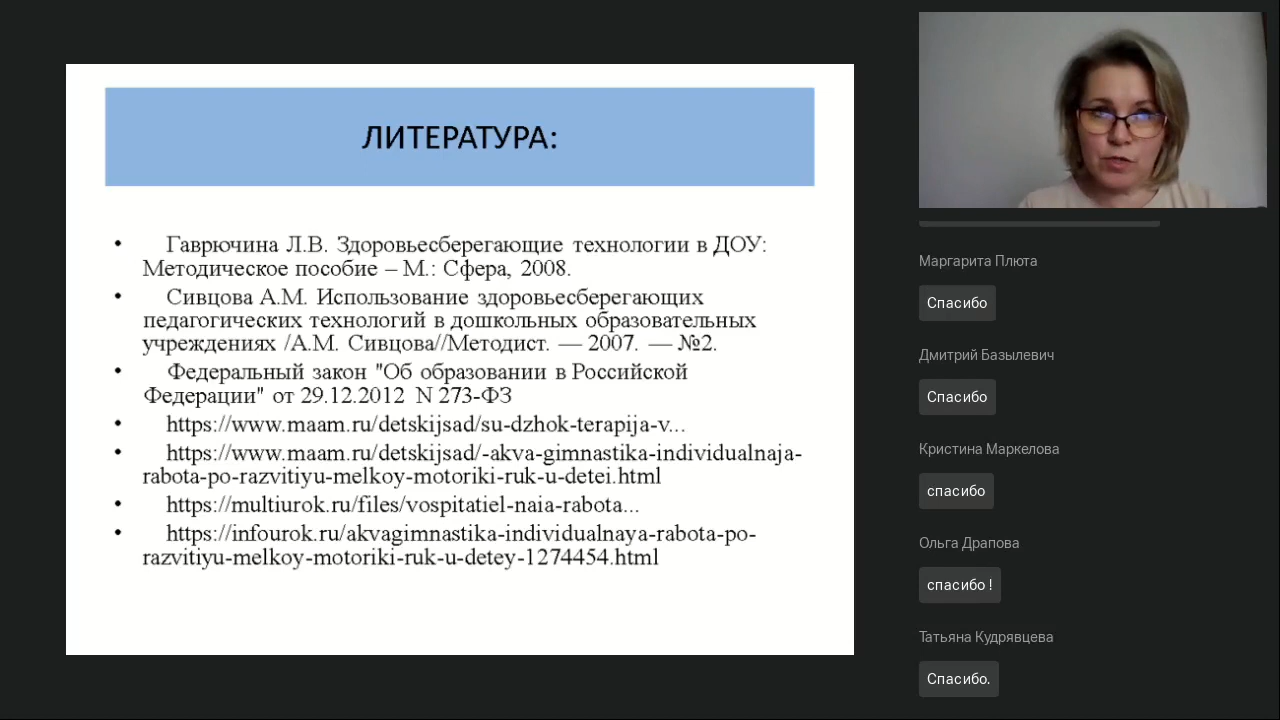 ЛИТЕРАТУРА:
• Гаврючина Л.В. Здоровьесберегающие технологии в ДОУ:
Методическое пособие – М.: Сфера, 2008.
• Сивцова А.М. Использование здоровьесберегающих
педагогических технологий в дошкольных образовательных
учреждениях /А.М. Сивцова//Методист. — 2007. — №2.
• Федеральный закон "Об образовании в Российской
Федерации" от 29.12.2012 N 273-ФЗ
• https://www.maam.ru/detskijsad/su-dzhok-terapija-v...
• https://www.maam.ru/detskijsad/-akva-gimnastika-individualnaja-
rabota-po-razvitiyu-melkoy-motoriki-ruk-u-detei.html
• https://multiurok.ru/files/vospitatiel-naia-rabota...
• https://infourok.ru/akvagimnastika-individualnaya-rabota-po-
razvitiyu-melkoy-motoriki-ruk-u-detey-1274454.html
Маргарита Плюта
Спасибо
Дмитрий Базылевич
Спасибо
Кристина Маркелова
спасибо
Ольга Драпова
спасибо !
Татьяна Кудрявцева
Спасибо.